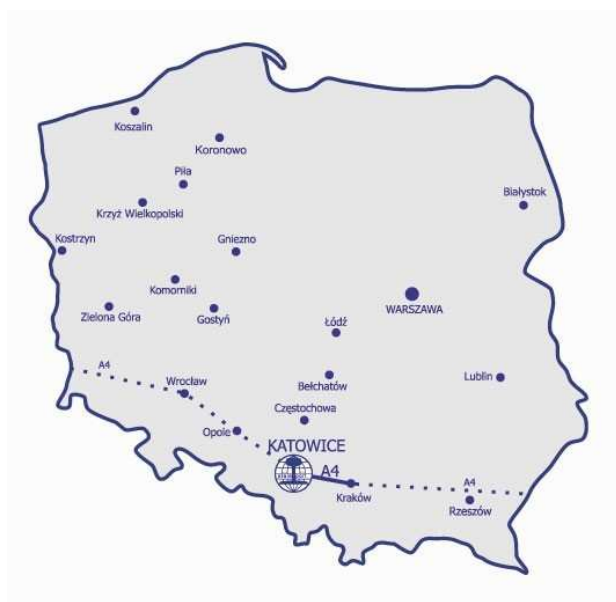 Koszalin
Koronowo
Piła
Białystok
Krzyż Wielkopolski
Kostrzyn
Gniezno
Komorniki
WARSZAWA
Zielona Góra
Gostyń
Łódź
A4
Wrocław
Bełchatów
Lublin
Częstochowa
Opole
KATOWICE
A4
A4
Kraków
Rzeszów